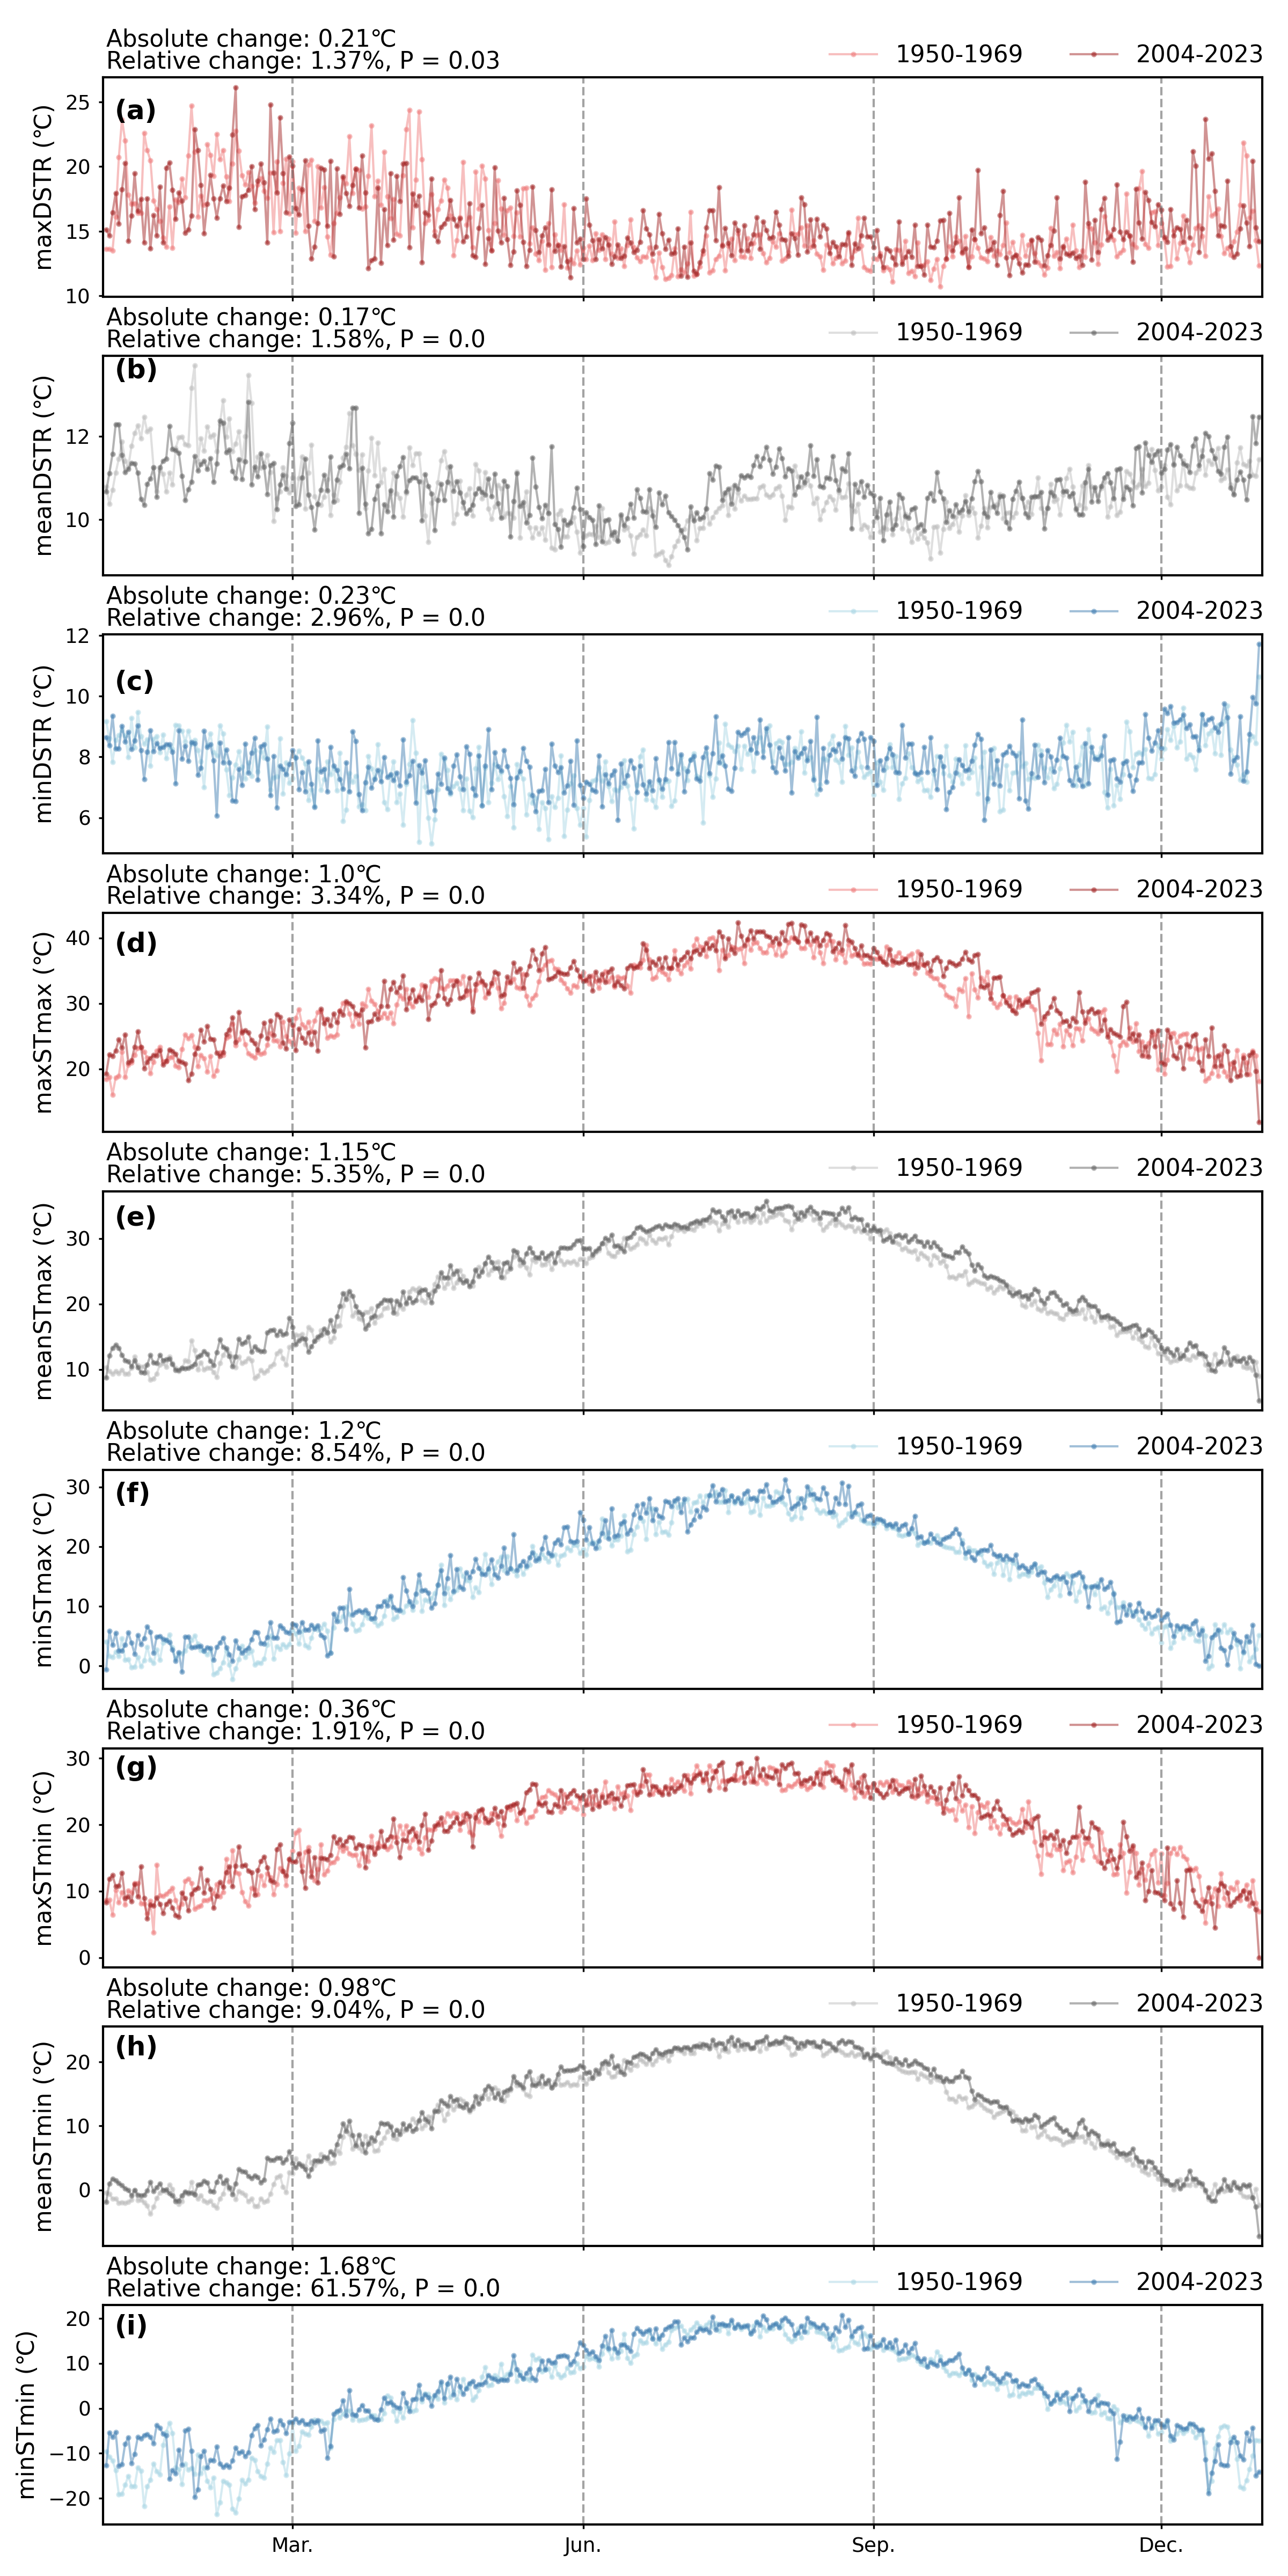 Absolute change: 0.21℃
Relative change: 1.37%, P = 0.03
1950-1969 2004-2023
(a)
maxDSTR (℃)
25
20
15
10
Absolute change: 0.17℃
Relative change: 1.58%, P = 0.0
1950-1969 2004-2023
(b)
meanDSTR (℃)
12
10
Absolute change: 0.23℃
Relative change: 2.96%, P = 0.0
1950-1969 2004-2023
(c)
minDSTR (℃)
12
10
8
6
Absolute change: 1.0℃
Relative change: 3.34%, P = 0.0
1950-1969 2004-2023
(d)
maxSTmax (℃)
40
30
20
Absolute change: 1.15℃
Relative change: 5.35%, P = 0.0
1950-1969 2004-2023
(e)
meanSTmax (℃)
30
20
10
Absolute change: 1.2℃
Relative change: 8.54%, P = 0.0
1950-1969 2004-2023
(f)
minSTmax (℃)
30
20
10
0
Absolute change: 0.36℃
Relative change: 1.91%, P = 0.0
1950-1969 2004-2023
(g)
maxSTmin (℃)
30
20
10
0
Absolute change: 0.98℃
Relative change: 9.04%, P = 0.0
1950-1969 2004-2023
(h)
meanSTmin (℃)
20
10
0
Absolute change: 1.68℃
Relative change: 61.57%, P = 0.0
1950-1969 2004-2023
(i)
minSTmin (℃)
20
10
0
−10
−20
Mar. Jun. Sep. Dec.